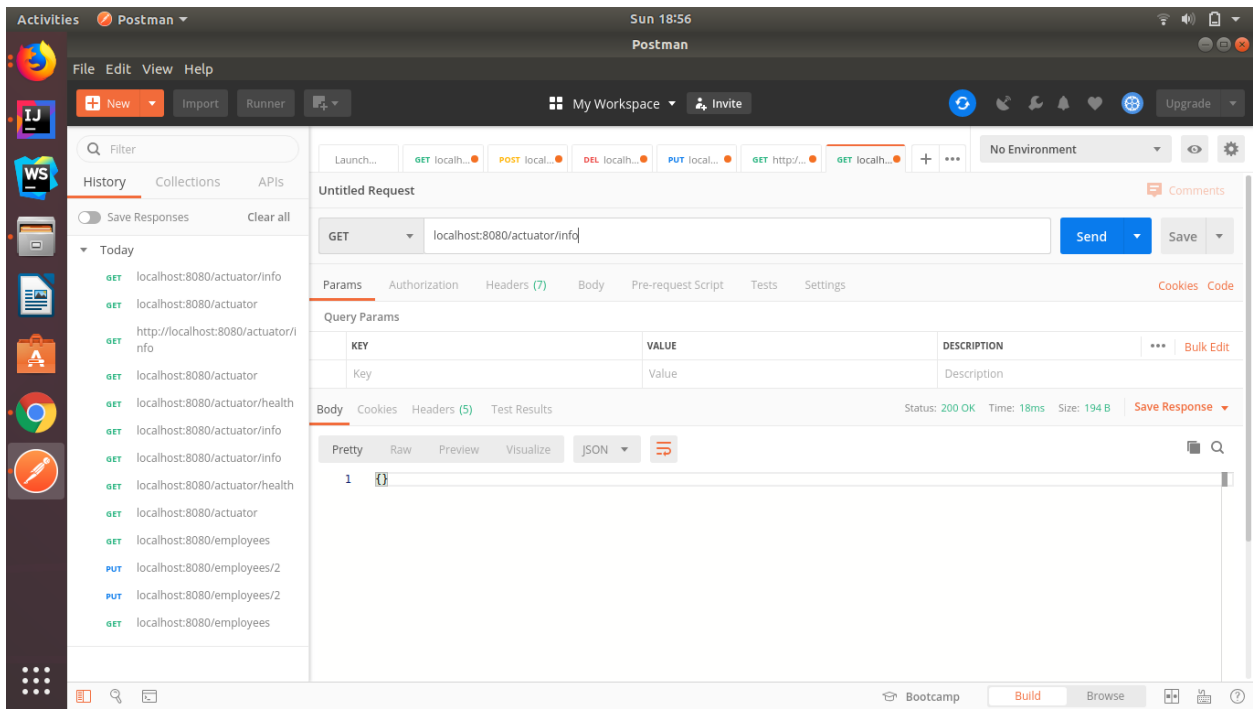 Activities Postman Sun 18:56
Postman
File Edit View Help
New Import Runner My Workspace Invite Upgrade
IJ
WS
Filter
History Collections APIs
Save Responses Clear all
Today
GET localhost:8080/actuator/info
GET localhost:8080/actuator
GET http://localhost:8080/actuator/i
nfo
GET localhost:8080/actuator
GET localhost:8080/actuator/health
GET localhost:8080/actuator/info
GET localhost:8080/actuator/info
GET localhost:8080/actuator/health
GET localhost:8080/actuator
GET localhost:8080/employees
PUT localhost:8080/employees/2
PUT localhost:8080/employees/2
GET localhost:8080/employees
Launch... GET localh... POST local... DEL localh... PUT local... GET http:/... GET localh... + ••• No Environment
Untitled Request Comments
GET localhost:8080/actuator/info Send Save
Params Authorization Headers (7) Body Pre-request Script Tests Settings Cookies Code
Query Params
KEY VALUE DESCRIPTION ••• Bulk Edit
Key Value Description
Body Cookies Headers (5) Test Results Status: 200 OK Time: 18ms Size: 194 B Save Response
Pretty Raw Preview Visualize JSON
1 {}
Bootcamp Build Browse ?